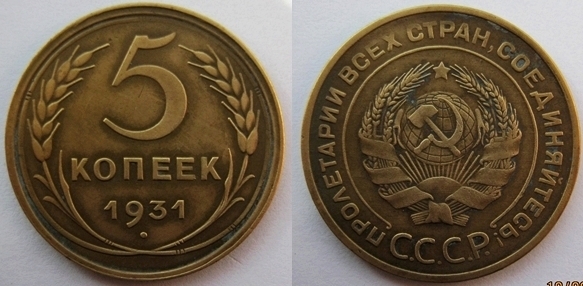 5
КОПЕЕК
1931
ПРОЛЕТАРИИ ВСЕХ СТРАН, СОЕДИНЯЙТЕСЬ!
С.С.С.Р.